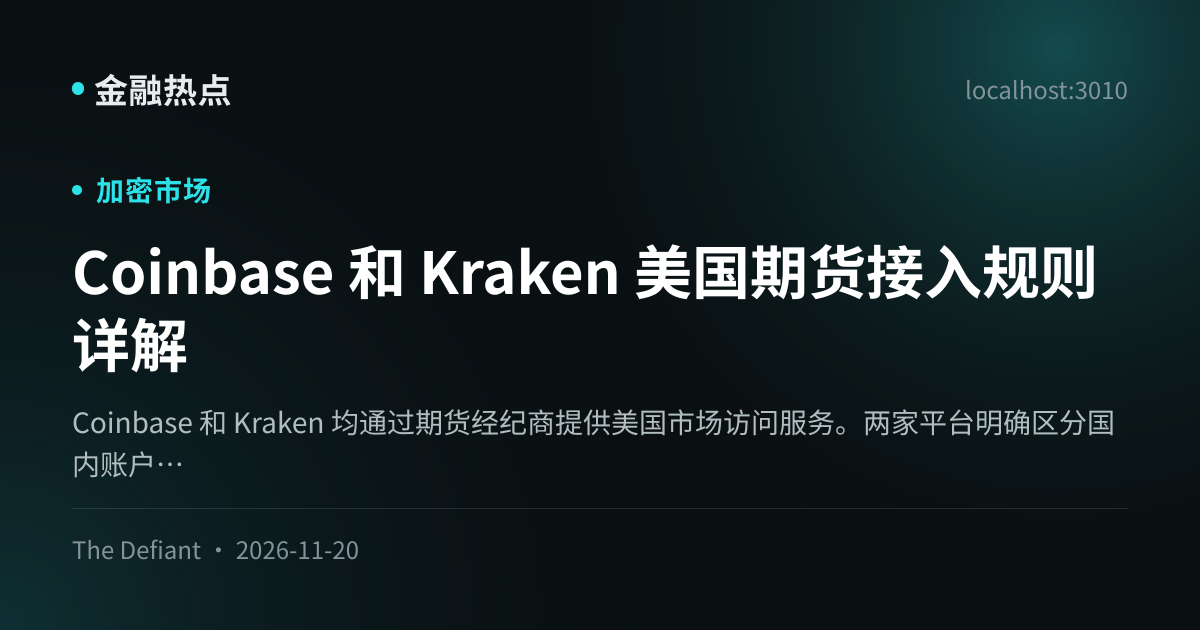 金融热点
localhost:3010
加密市场
Coinbase 和 Kraken 美国期货接入规则
详解
Coinbase 和 Kraken 均通过期货经纪商提供美国市场访问服务。两家平台明确区分国
内账户…
The Defiant • 2026-11-20